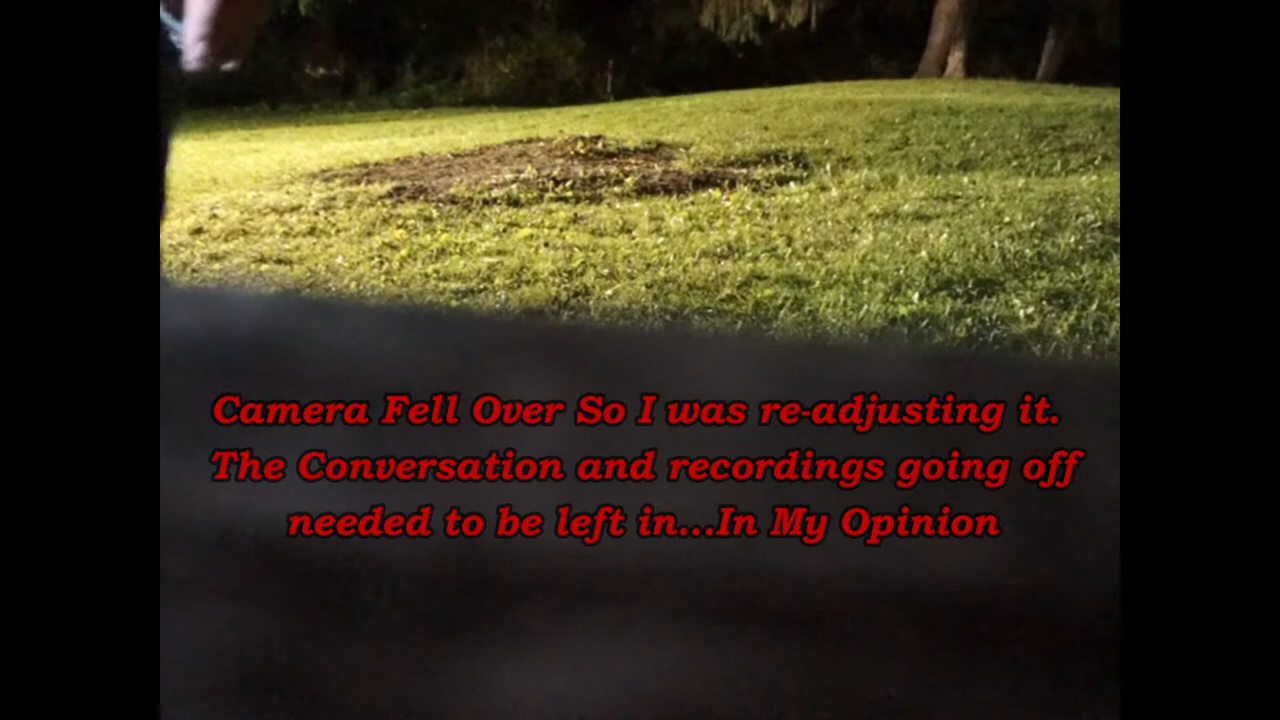 Camera Fell Over So I was re-adjusting it.
The Conversation and recordings going off
needed to be left in...In My Opinion